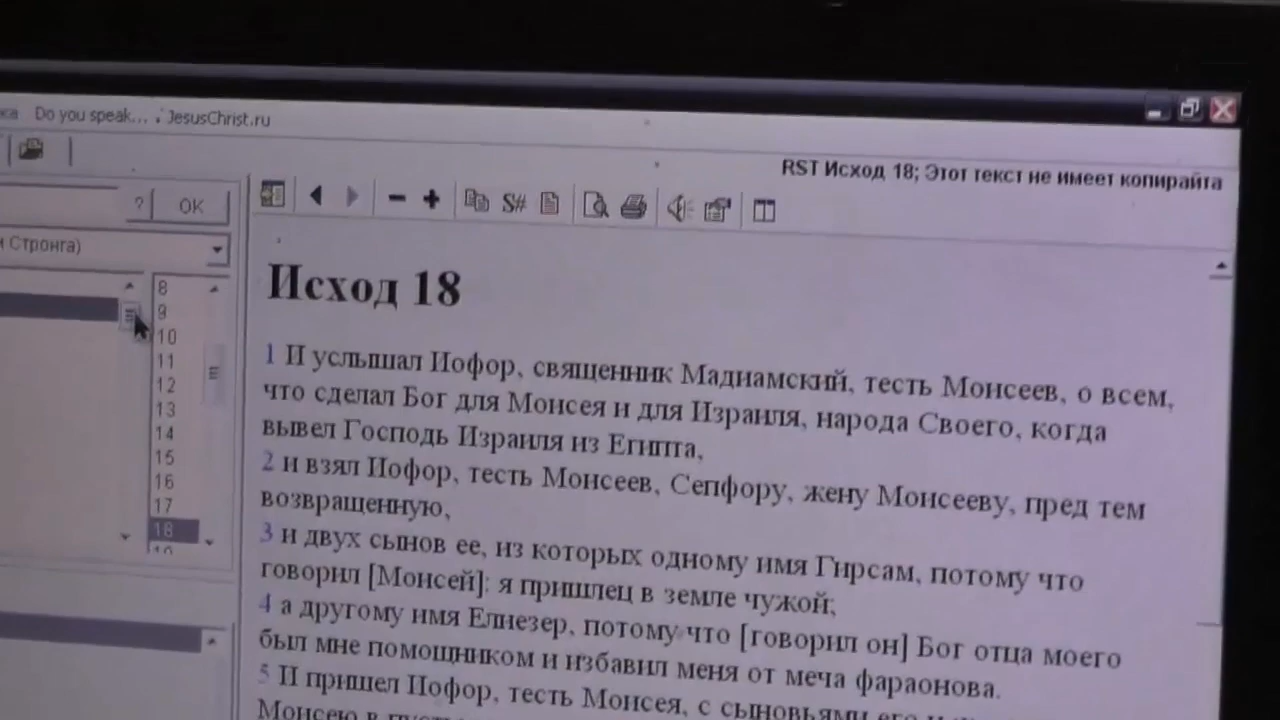 Do you speak... JesusChrist.ru
RST Исход 18; Этот текст не имеет копирайта
? OK
S#
Стронга)
Исход 18
8
9
10
11
12
13
14
15
16
17
18
1 И услышал Иофор, священник Мадиамский, тесть Моисеев, о всем,
что сделал Бог для Моисея и для Израиля, народа Своего, когда
вывел Господь Израиля из Египта,
2 и взял Иофор, тесть Моисеев, Сепфору, жену Моисееву, пред тем
возвращенную,
3 и двух сынов ее, из которых одному имя Гирсам, потому что
говорил [Моисей]: я пришлец в земле чужой;
4 а другому имя Елиезер, потому что [говорил он] Бог отца моего
был мне помощником и избавил меня от меча фараонова.
5 И пришел Иофор, тесть Моисея, с сыновьями его и
Моисею в